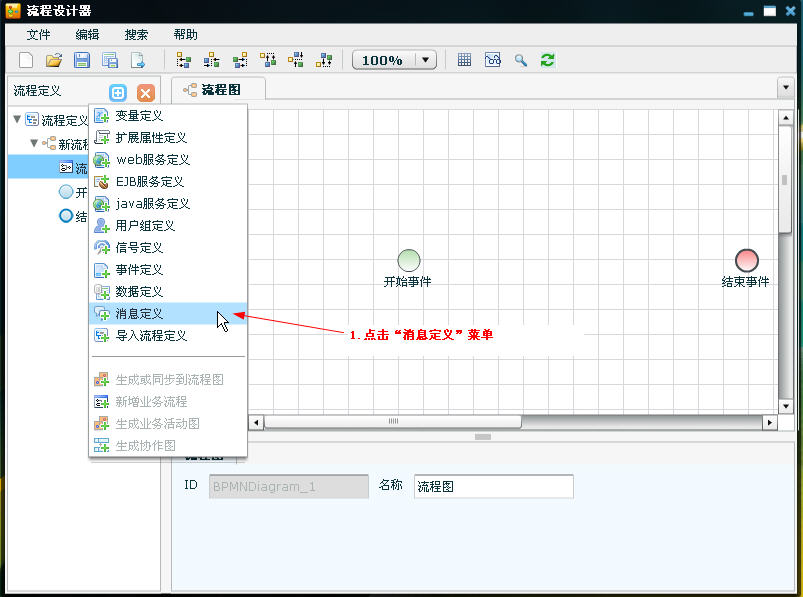 流程设计器
文件 编辑 搜索 帮助
100%
流程定义
流程图
流程定义
新流程
流
开
结
变量定义
扩展属性定义
web服务定义
EJB服务定义
java服务定义
用户组定义
信号定义
事件定义
数据定义
消息定义
导入流程定义
生成或同步到流程图
新增业务流程
生成业务活动图
生成协作图
开始事件
结束事件
1.点击“消息定义”菜单
流程图
ID BPMNDiagram_1 名称 流程图